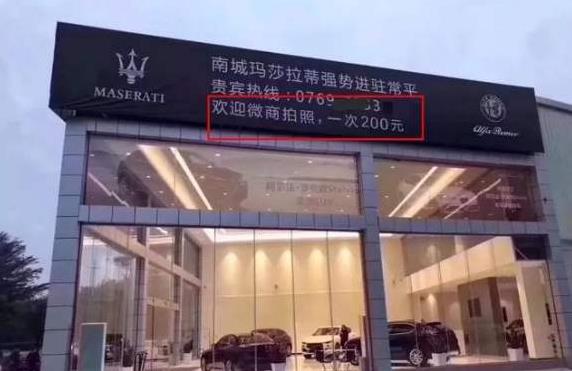 MASERATI
南城玛莎拉蒂强势进驻常平
贵宾热线：0769
欢迎微商拍照，一次200元
Alfa Romeo